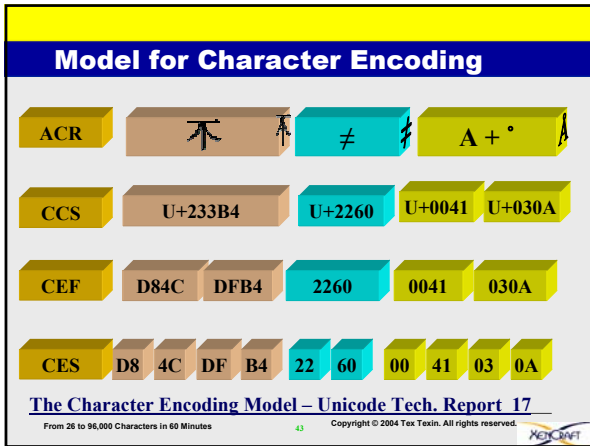 Model for Character Encoding
ACR 𣎴 ≠ A + °
CCS U+233B4 U+2260 U+0041 U+030A
CEF D84C DFB4 2260 0041 030A
CES D8 4C DF B4 22 60 00 41 03 0A
The Character Encoding Model – Unicode Tech. Report 17
From 26 to 96,000 Characters in 60 Minutes 43 Copyright © 2004 Tex Texin. All rights reserved.
XENCRAFT